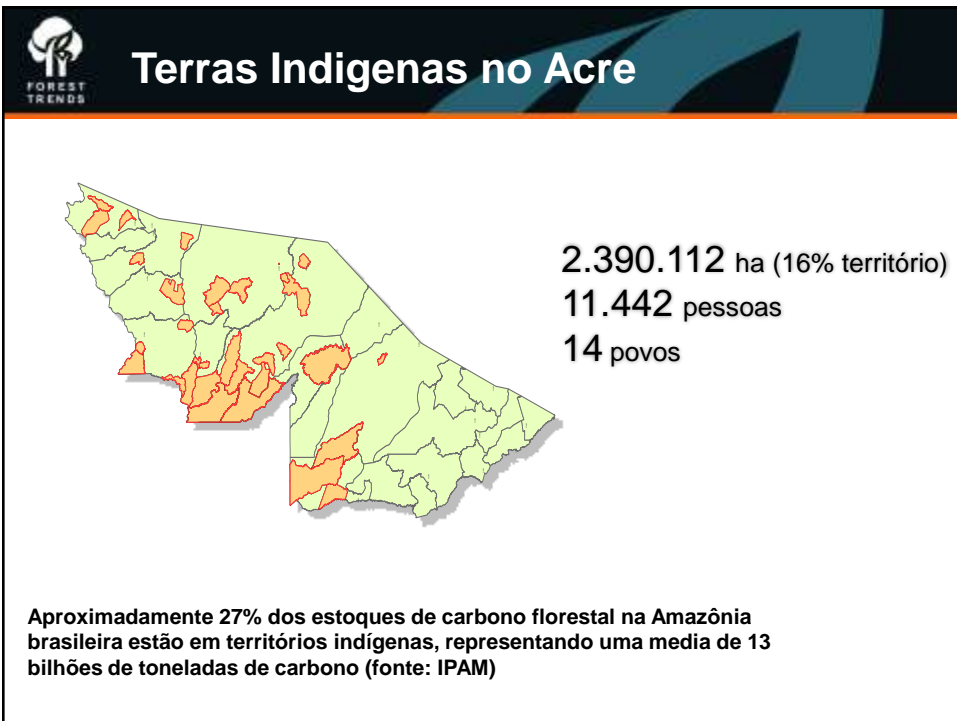 FOREST
TRENDS
Terras Indigenas no Acre
2.390.112 ha (16% território)
11.442 pessoas
14 povos
Aproximadamente 27% dos estoques de carbono florestal na Amazônia
brasileira estão em territórios indígenas, representando uma media de 13
bilhões de toneladas de carbono (fonte: IPAM)